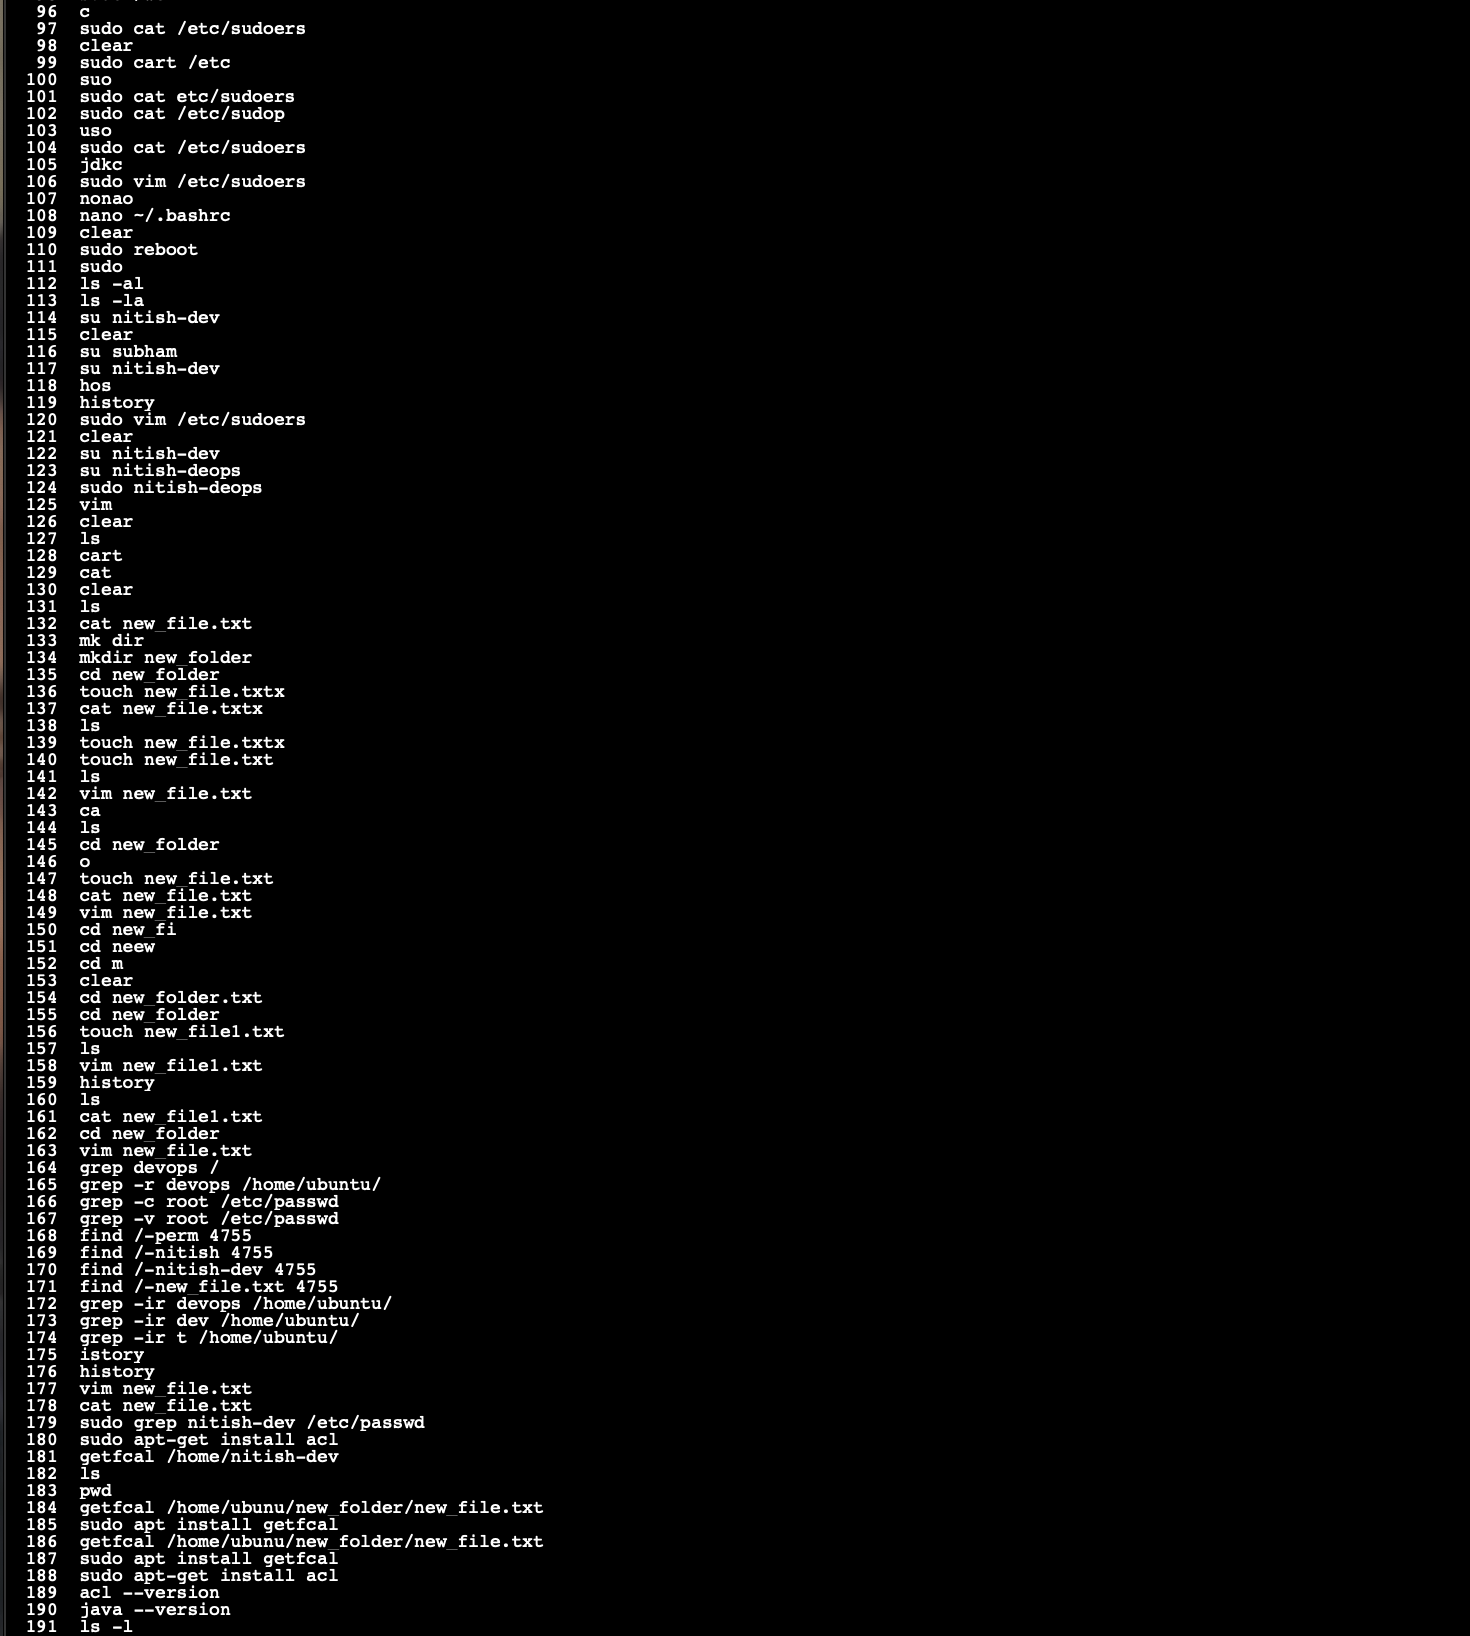 96 c
97 sudo cat /etc/sudoers
98 clear
99 sudo cart /etc
100 suo
101 sudo cat etc/sudoers
102 sudo cat /etc/sudop
103 uso
104 sudo cat /etc/sudoers
105 jdkc
106 sudo vim /etc/sudoers
107 nonao
108 nano ~/.bashrc
109 clear
110 sudo reboot
111 sudo
112 ls -al
113 ls -la
114 su nitish-dev
115 clear
116 su subham
117 su nitish-dev
118 hos
119 history
120 sudo vim /etc/sudoers
121 clear
122 su nitish-dev
123 su nitish-deops
124 sudo nitish-deops
125 vim
126 clear
127 ls
128 cart
129 cat
130 clear
131 ls
132 cat new_file.txt
133 mk dir
134 mkdir new_folder
135 cd new_folder
136 touch new_file.txtx
137 cat new_file.txtx
138 ls
139 touch new_file.txtx
140 touch new_file.txt
141 ls
142 vim new_file.txt
143 ca
144 ls
145 cd new_folder
146 o
147 touch new_file.txt
148 cat new_file.txt
149 vim new_file.txt
150 cd new_fi
151 cd neew
152 cd m
153 clear
154 cd new_folder.txt
155 cd new_folder
156 touch new_file1.txt
157 ls
158 vim new_file1.txt
159 history
160 ls
161 cat new_file1.txt
162 cd new_folder
163 vim new_file.txt
164 grep devops /
165 grep -r devops /home/ubuntu/
166 grep -c root /etc/passwd
167 grep -v root /etc/passwd
168 find /-perm 4755
169 find /-nitish 4755
170 find /-nitish-dev 4755
171 find /-new_file.txt 4755
172 grep -ir devops /home/ubuntu/
173 grep -ir dev /home/ubuntu/
174 grep -ir t /home/ubuntu/
175 istory
176 history
177 vim new_file.txt
178 cat new_file.txt
179 sudo grep nitish-dev /etc/passwd
180 sudo apt-get install acl
181 getfcal /home/nitish-dev
182 ls
183 pwd
184 getfcal /home/ubunu/new_folder/new_file.txt
185 sudo apt install getfcal
186 getfcal /home/ubunu/new_folder/new_file.txt
187 sudo apt install getfcal
188 sudo apt-get install acl
189 acl --version
190 java --version
191 ls -l